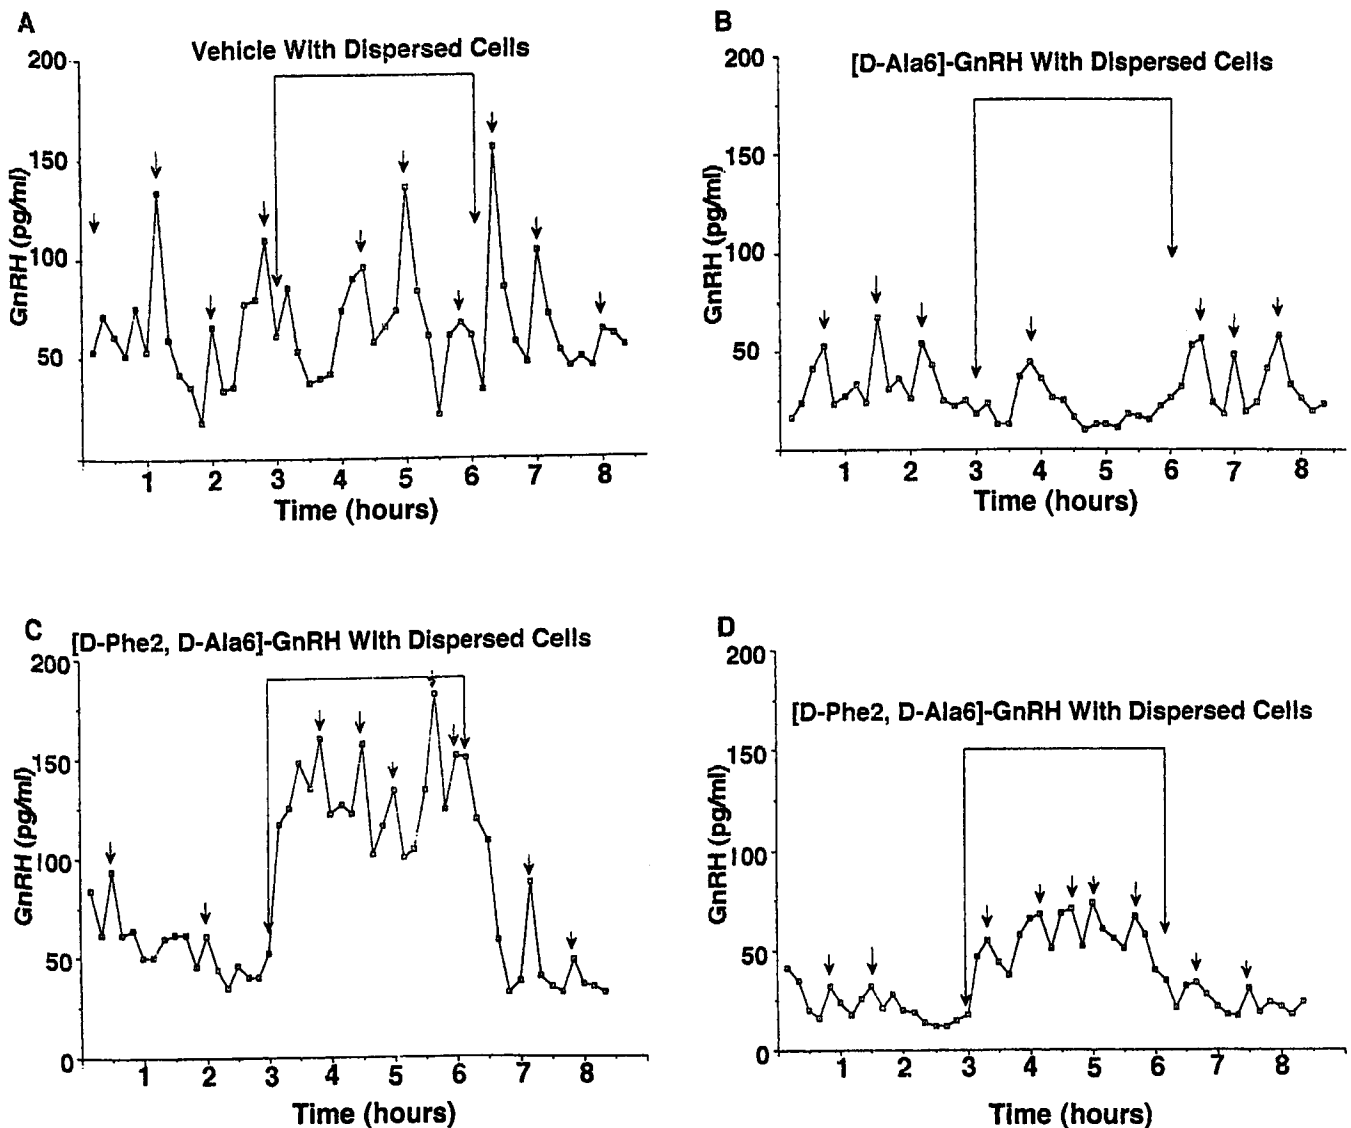 A
Vehicle With Dispersed Cells
200
150
100
50
GnRH (pg/ml)
1 2 3 4 5 6 7 8
Time (hours)
B
[D-Ala6]-GnRH With Dispersed Cells
200
150
100
50
GnRH (pg/ml)
1 2 3 4 5 6 7 8
Time (hours)
C
[D-Phe2, D-Ala6]-GnRH With Dispersed Cells
200
150
100
50
0
GnRH (pg/ml)
1 2 3 4 5 6 7 8
Time (hours)
D
[D-Phe2, D-Ala6]-GnRH With Dispersed Cells
200
150
100
50
0
GnRH (pg/ml)
1 2 3 4 5 6 7 8
Time (hours)